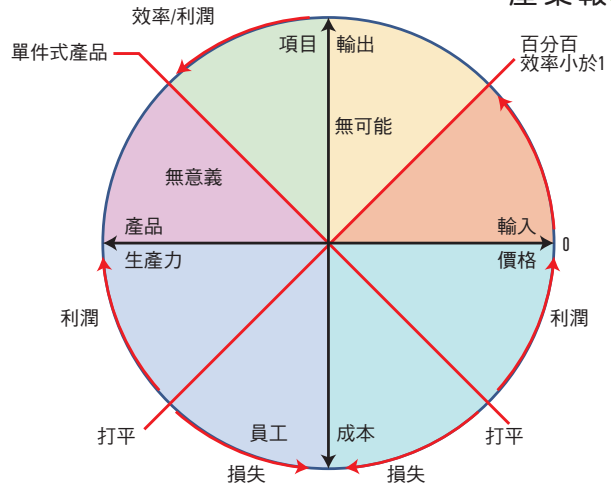 產業報
效率/利潤
單件式產品
項目
輸出
百分百
效率小於1
無可能
無意義
產品
輸入
0
生產力
價格
利潤
利潤
打平
員工
成本
打平
損失
損失